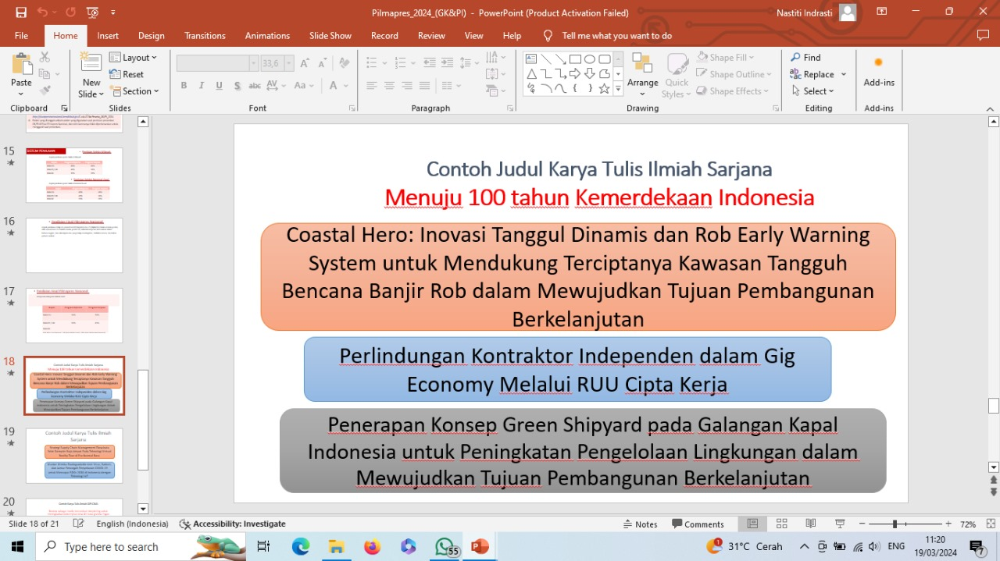 Pilmapres_2024_(GK&PI) - PowerPoint (Product Activation Failed)
Nastiti Indrasti
File Home Insert Design Transitions Animations Slide Show Record Review View Help Tell me what you want to do
Paste
Clipboard
New Slide
Layout
Reset
Section
Slides
33,6
B I U S abc AV Aa A
Font
Paragraph
Arrange
Quick Styles
Shape Fill
Shape Outline
Shape Effects
Drawing
Find
Replace
Select
Editing
Add-ins
Add-ins
15
16
17
18
19
Contoh Judul Karya Tulis Ilmiah
Sarjana
20
Contoh Judul Karya Tulis Ilmiah Sarjana
Menuju 100 tahun Kemerdekaan Indonesia
Coastal Hero: Inovasi Tanggul Dinamis dan Rob Early Warning
System untuk Mendukung Terciptanya Kawasan Tangguh
Bencana Banjir Rob dalam Mewujudkan Tujuan Pembangunan
Berkelanjutan
Perlindungan Kontraktor Independen dalam Gig
Economy Melalui RUU Cipta Kerja
Penerapan Konsep Green Shipyard pada Galangan Kapal
Indonesia untuk Peningkatan Pengelolaan Lingkungan dalam
Mewujudkan Tujuan Pembangunan Berkelanjutan
Slide 18 of 21 English (Indonesia) Accessibility: Investigate Notes Comments 72%
Type here to search
55
1
31°C Cerah
ENG
11:20
19/03/2024
7